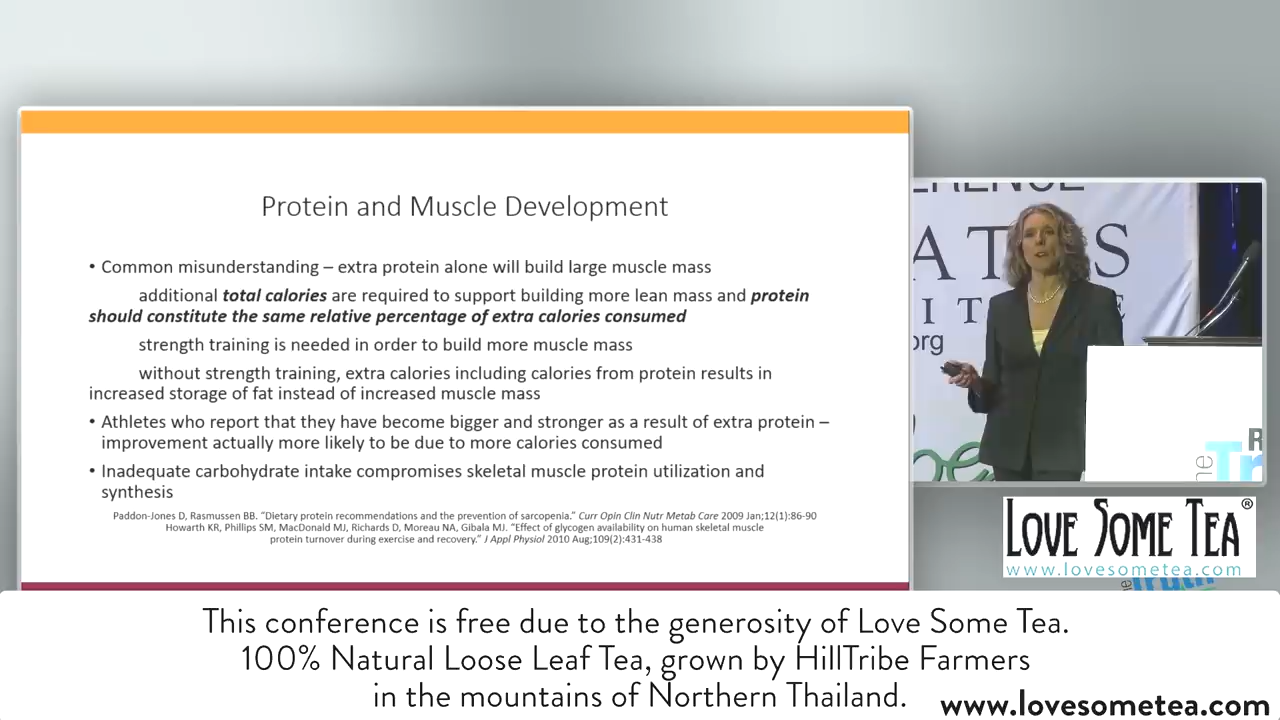 Protein and Muscle Development
• Common misunderstanding – extra protein alone will build large muscle mass
additional total calories are required to support building more lean mass and protein
should constitute the same relative percentage of extra calories consumed
strength training is needed in order to build more muscle mass
without strength training, extra calories including calories from protein results in
increased storage of fat instead of increased muscle mass
• Athletes who report that they have become bigger and stronger as a result of extra protein –
improvement actually more likely to be due to more calories consumed
• Inadequate carbohydrate intake compromises skeletal muscle protein utilization and
synthesis
Paddon-Jones D, Rasmussen BB. "Dietary protein recommendations and the prevention of sarcopenia." Curr Opin Clin Nutr Metab Care 2009 Jan;12(1):86-90
Howarth KR, Phillips SM, MacDonald MJ, Richards D, Moreau NA, Gibala MJ. "Effect of glycogen availability on human skeletal muscle
protein turnover during exercise and recovery." J Appl Physiol 2010 Aug;109(2):431-438
LOVE SOME TEA®
www.lovesometea.com
This conference is free due to the generosity of Love Some Tea.
100% Natural Loose Leaf Tea, grown by HillTribe Farmers
in the mountains of Northern Thailand.
www.lovesometea.com